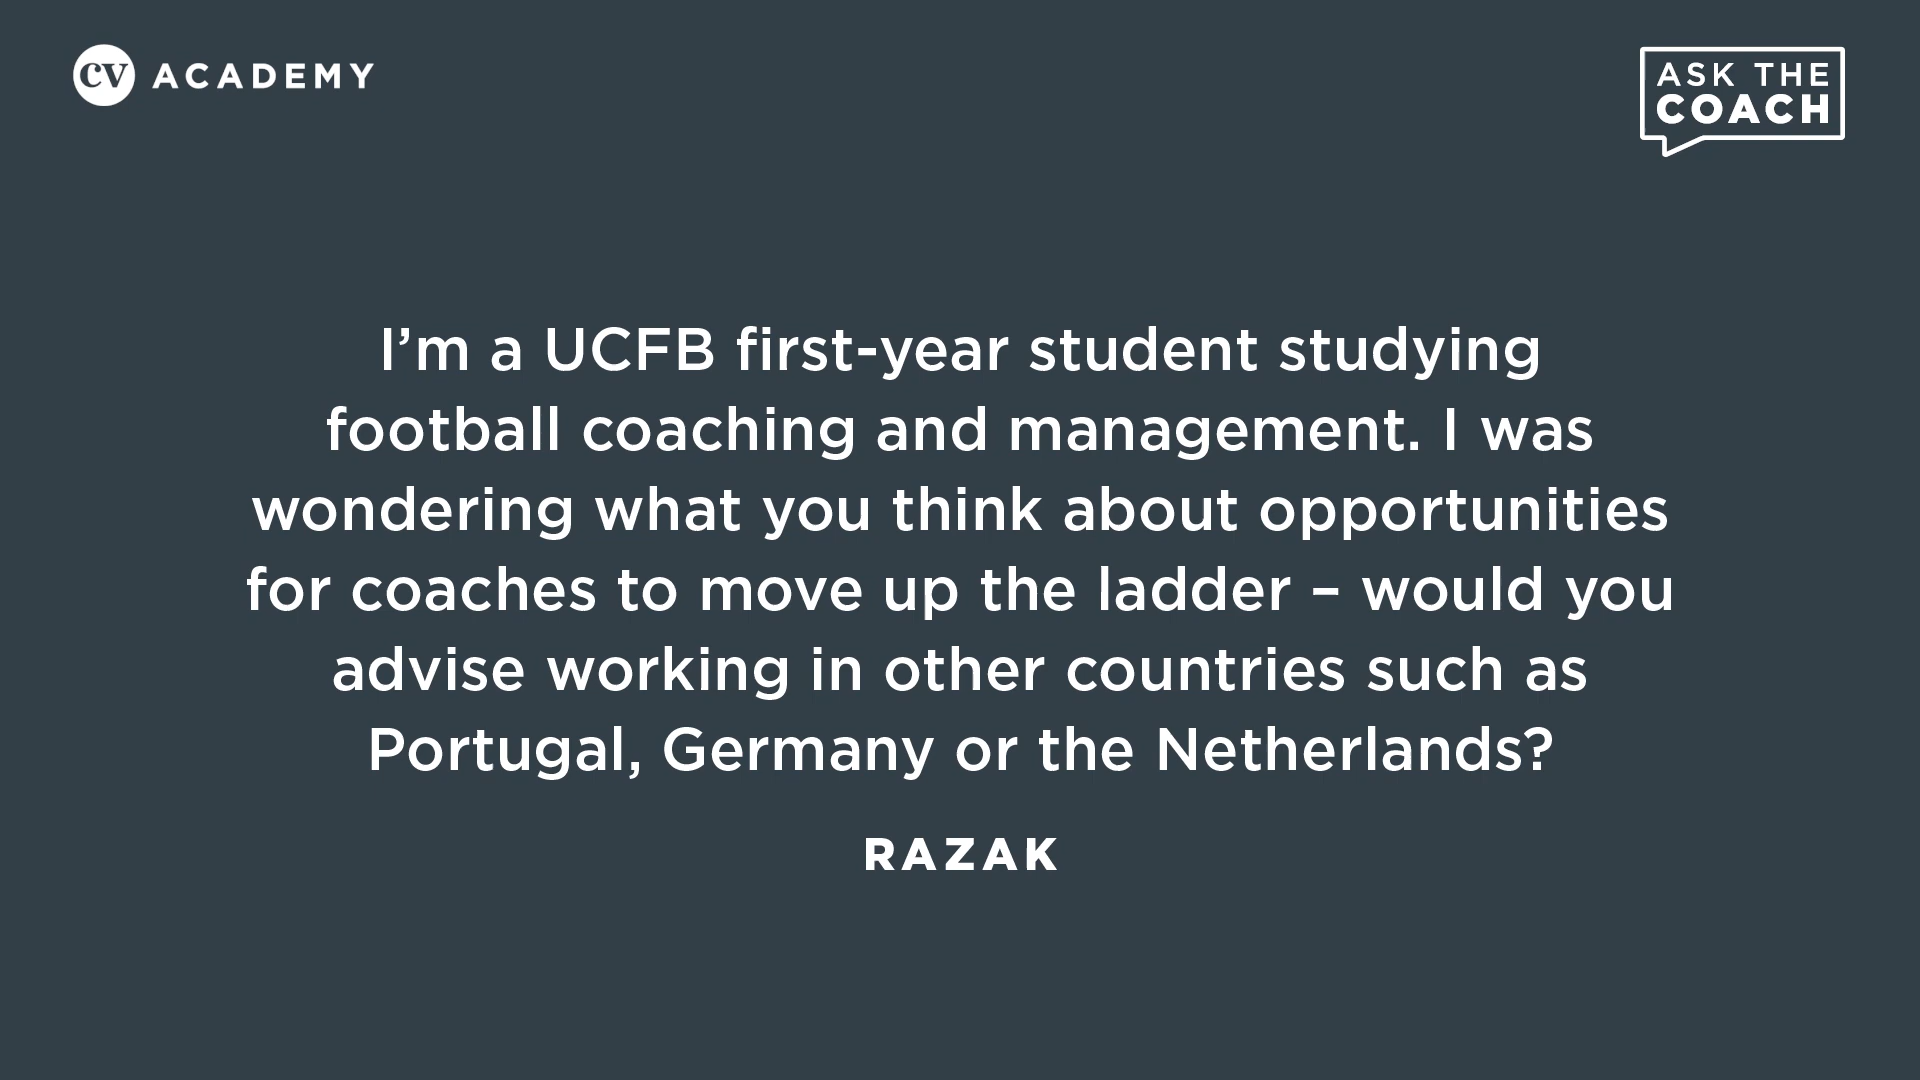 CV ACADEMY
ASK THE
COACH
I’m a UCFB first-year student studying
football coaching and management. I was
wondering what you think about opportunities
for coaches to move up the ladder – would you
advise working in other countries such as
Portugal, Germany or the Netherlands?
RAZAK